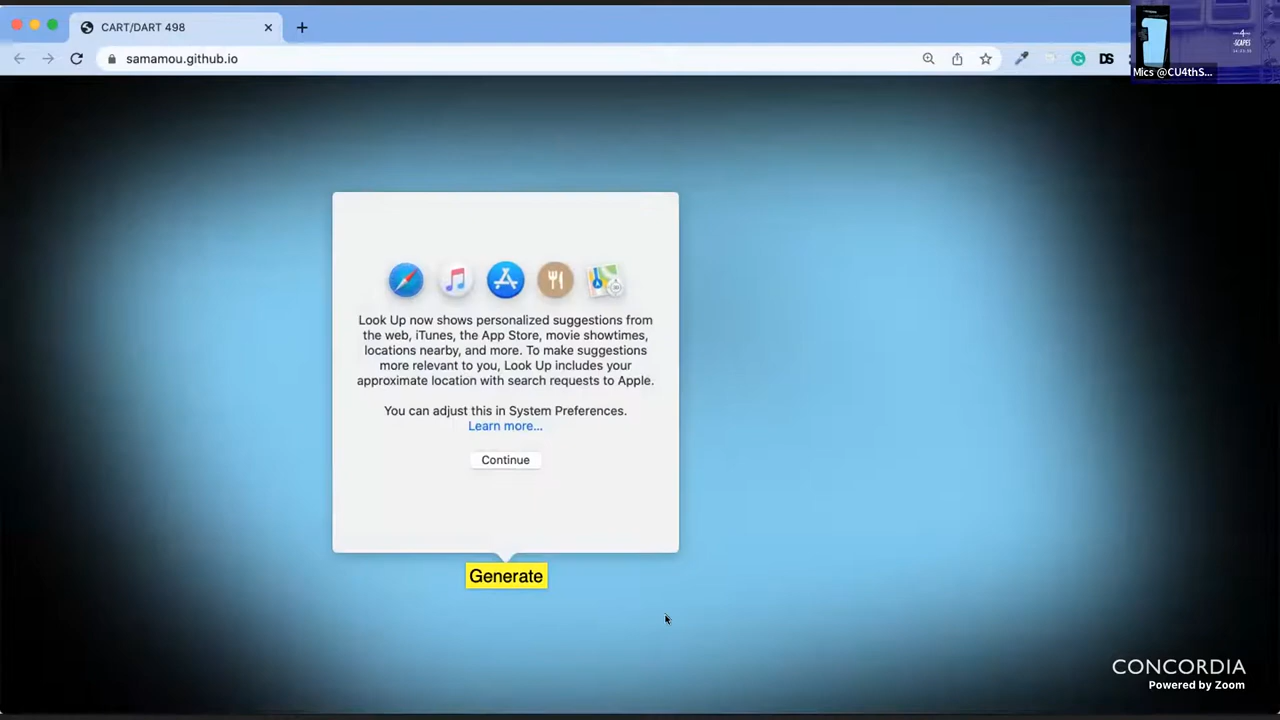 CART/DART 498
samamou.github.io
DS
4
SCAPES
Mics @CU4thS...
Look Up now shows personalized suggestions from
the web, iTunes, the App Store, movie showtimes,
locations nearby, and more. To make suggestions
more relevant to you, Look Up includes your
approximate location with search requests to Apple.
You can adjust this in System Preferences.
Learn more...
Continue
Generate
CONCORDIA
Powered by Zoom